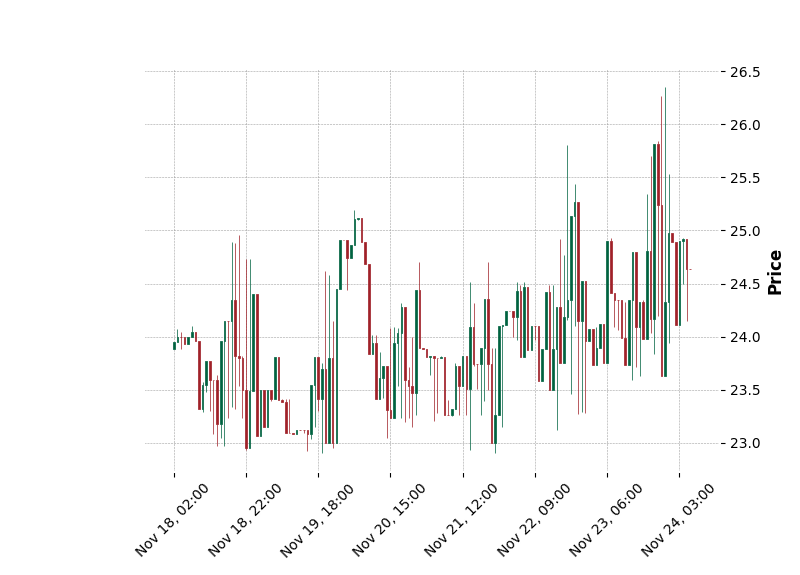 26.5
26.0
25.5
25.0
24.5
24.0
23.5
23.0
Price
Nov 18, 02:00
Nov 18, 22:00
Nov 19, 18:00
Nov 20, 15:00
Nov 21, 12:00
Nov 22, 09:00
Nov 23, 06:00
Nov 24, 03:00